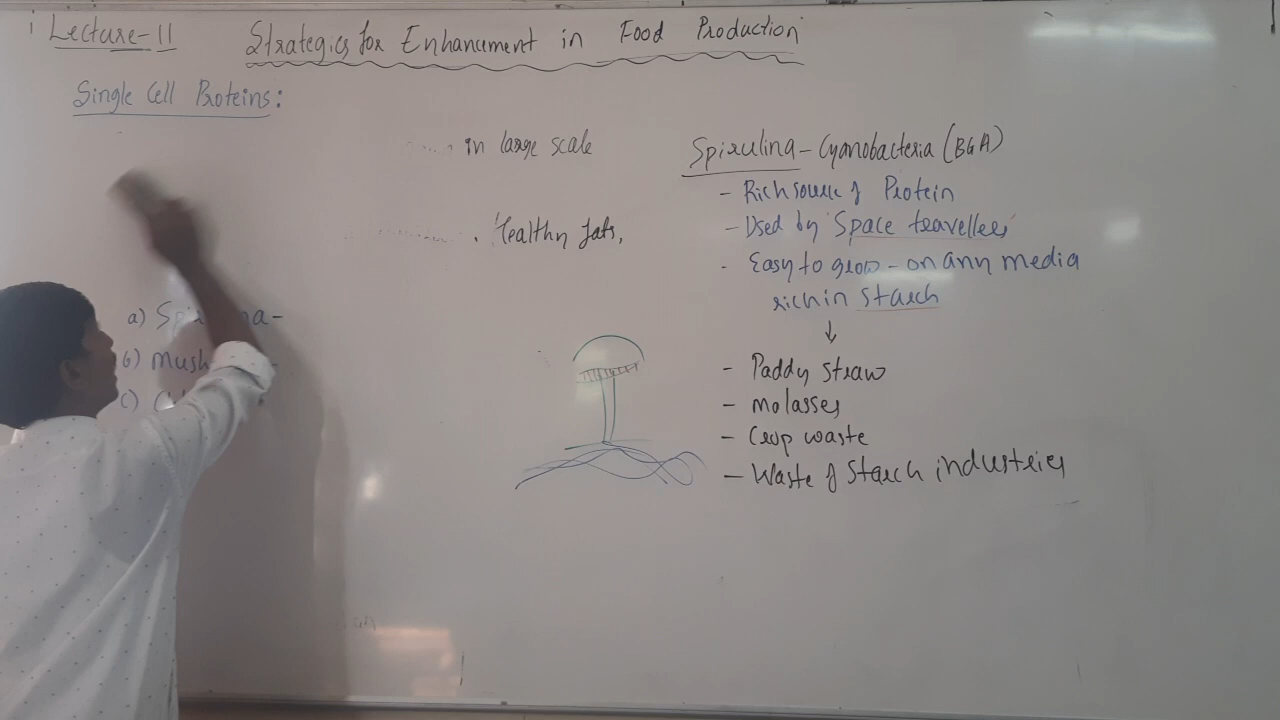 Lecture-11
Strategies for Enhancement in Food Production
Single Cell Proteins:
in large scale
Healthy fats,
a)
b) Mush
c)
Spirulina - Cyanobacteria (BGA)
- Rich source of Protein
- Used by Space travellers
- Easy to grow - on any media
rich in starch
↓
- Paddy straw
- Molasses
- Crop waste
- Waste of starch industries